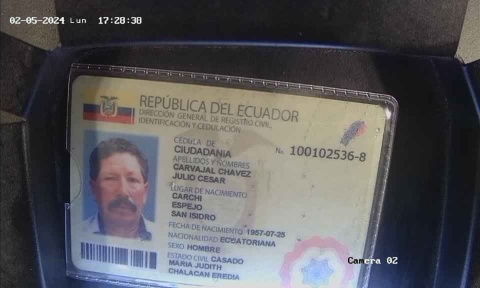 02-05-2024 Lun 17:28:38
REPÚBLICA DEL ECUADOR
DIRECCIÓN GENERAL DE REGISTRO CIVIL,
IDENTIFICACIÓN Y CEDULACIÓN
CÉDULA DE
CIUDADANÍA
No. 100102536-8
APELLIDOS Y NOMBRES
CARVAJAL CHAVEZ
JULIO CESAR
LUGAR DE NACIMIENTO
CARCHI
ESPEJO
SAN ISIDRO
FECHA DE NACIMIENTO 1957-07-25
NACIONALIDAD ECUATORIANA
SEXO HOMBRE
ESTADO CIVIL CASADO
MARIA JUDITH
CHALACAN EREDIA
Camera 02